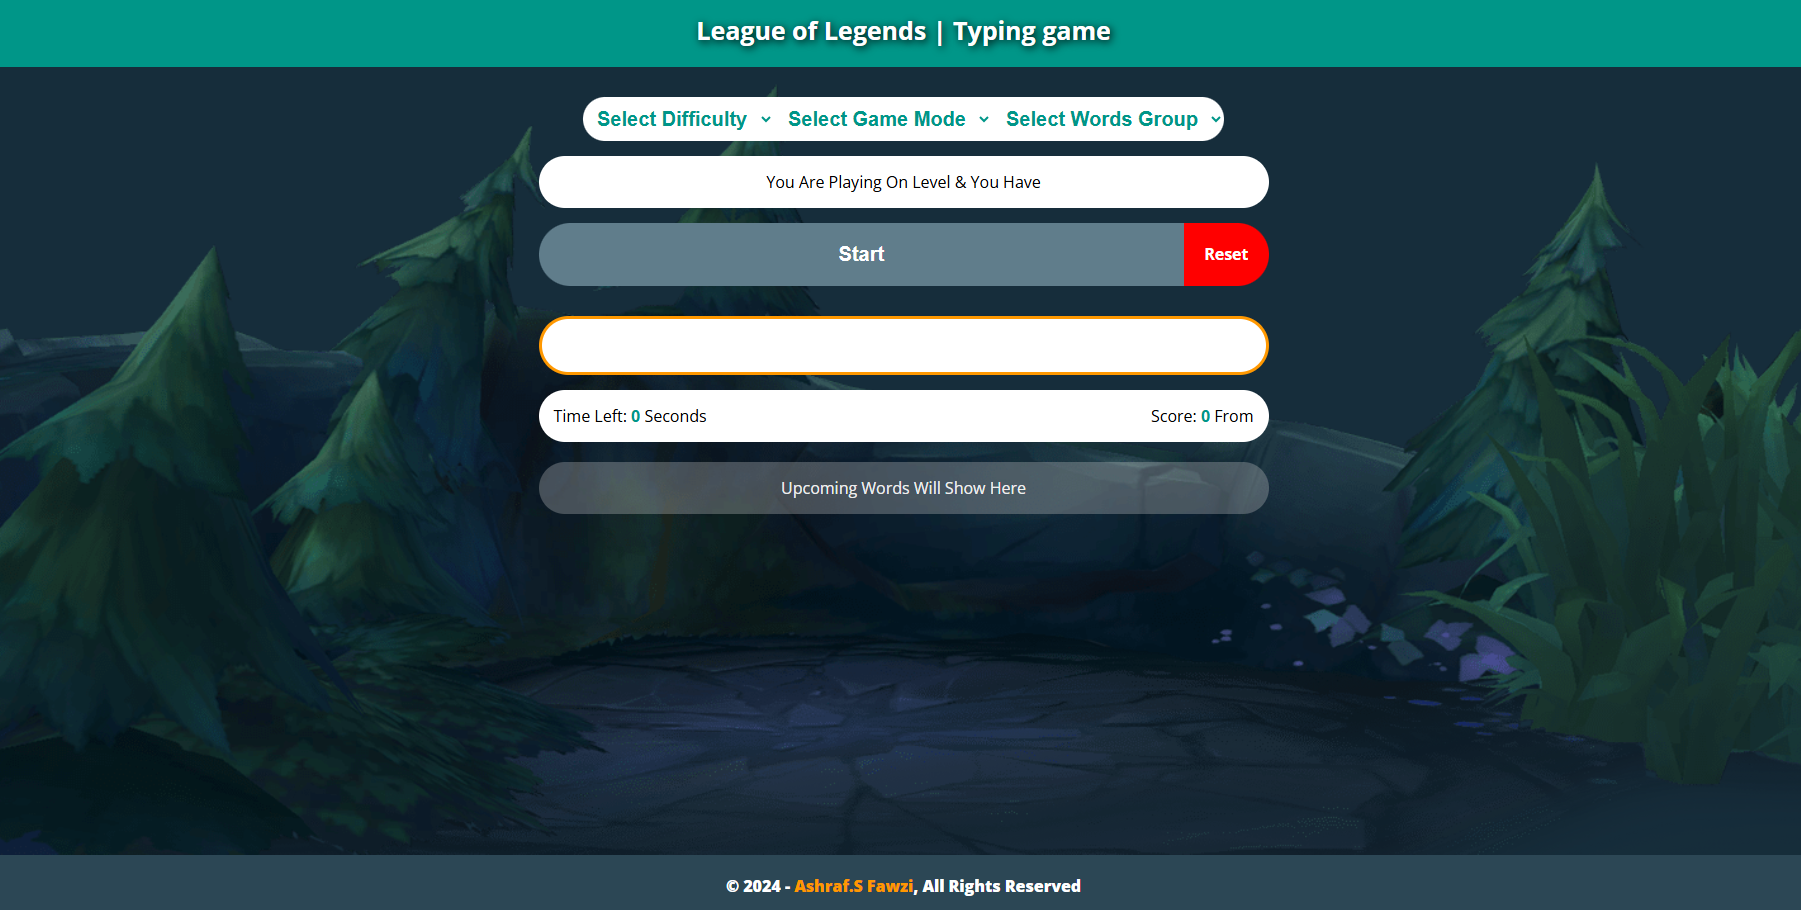 League of Legends | Typing game
Select Difficulty Select Game Mode Select Words Group
You Are Playing On Level & You Have
Start Reset
Time Left: 0 Seconds Score: 0 From
Upcoming Words Will Show Here
© 2024 - Ashraf.S Fawzi, All Rights Reserved